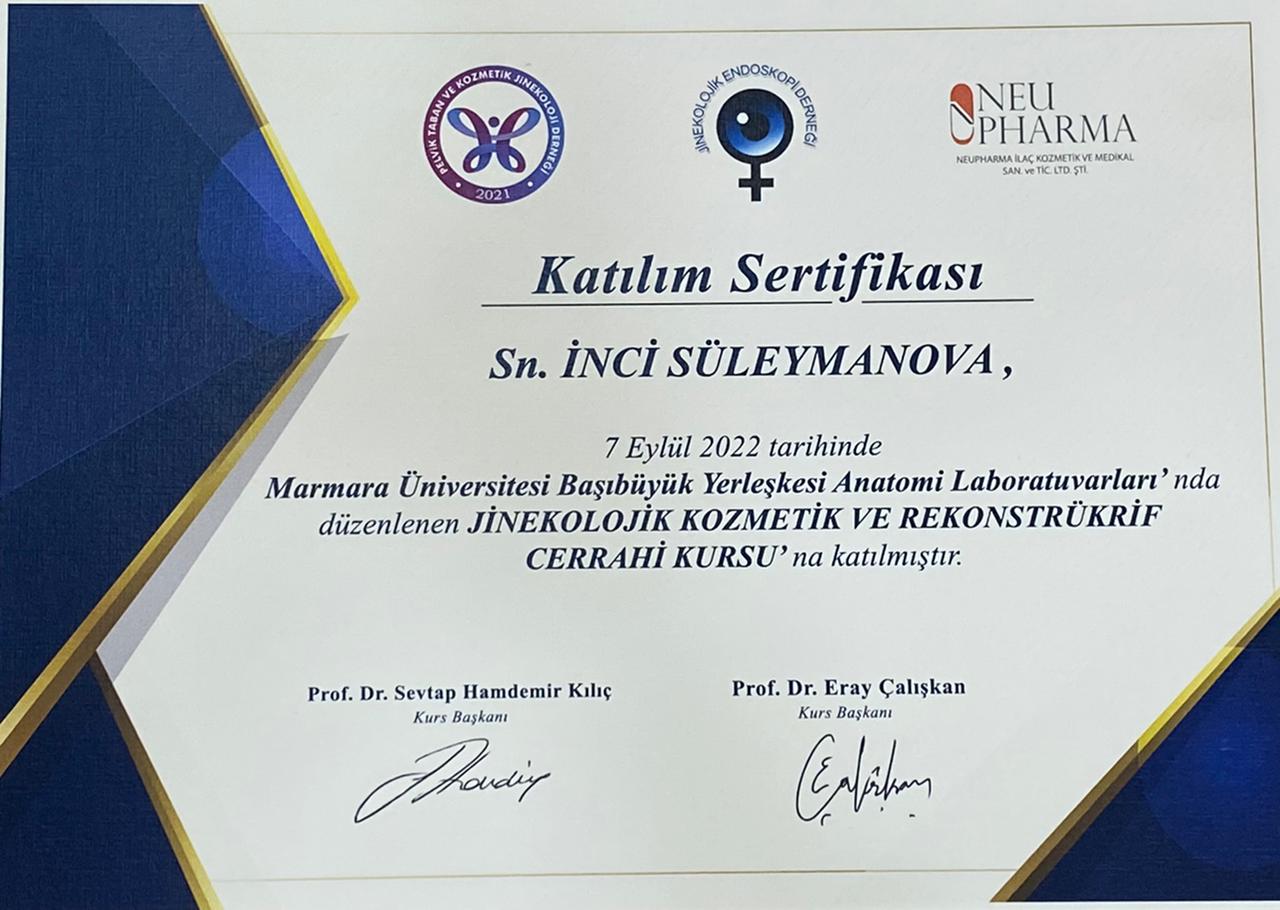 PELVİK TABAN VE KOZMETİK JİNEKOLOJİ DERNEĞİ
2021
JİNEKOLOJİK ENDOSKOPİ DERNEĞİ
NEU
PHARMA
NEUPHARMA İLAÇ KOZMETİK VE MEDİKAL
SAN. ve TİC. LTD. ŞTİ.
Katılım Sertifikası
Sn. İNCİ SÜLEYMANOVA ,
7 Eylül 2022 tarihinde
Marmara Üniversitesi Başıbüyük Yerleşkesi Anatomi Laboratuvarları' nda
düzenlenen JİNEKOLOJİK KOZMETİK VE REKONSTRÜKRİF
CERRAHİ KURSU' na katılmıştır.
Prof. Dr. Sevtap Hamdemir Kılıç
Kurs Başkanı
Prof. Dr. Eray Çalışkan
Kurs Başkanı